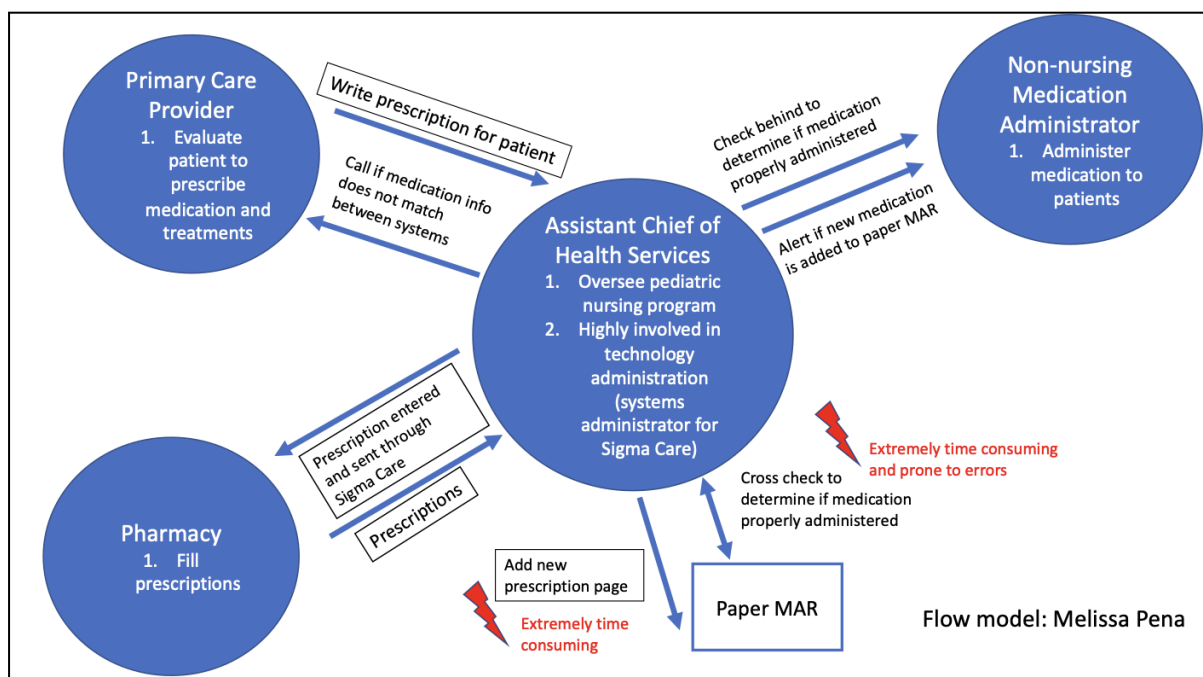 Primary Care
Provider
1. Evaluate
patient to
prescribe
medication and
treatments
Write prescription for patient
Call if medication info
does not match
between systems
Check behind to
determine if medication
properly administered
Alert if new medication
is added to paper MAR
Non-nursing
Medication
Administrator
1. Administer
medication to
patients
Assistant Chief of
Health Services
1. Oversee pediatric
nursing program
2. Highly involved in
technology
administration
(systems
administrator for
Sigma Care)
Prescription entered
and sent through
Sigma Care
Prescriptions
Pharmacy
1. Fill
prescriptions
Extremely time consuming
and prone to errors
Cross check to
determine if medication
properly administered
Add new
prescription page
Extremely time
consuming
Paper MAR
Flow model: Melissa Pena